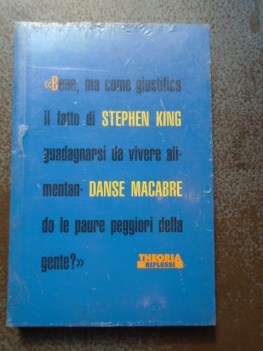 «Bene, ma come giustifica
il fatto di STEPHEN KING
guadagnarsi da vivere ali-
mentan- DANSE MACABRE
do le paure peggiori della
gente?» THEORIA
RIFLESSI